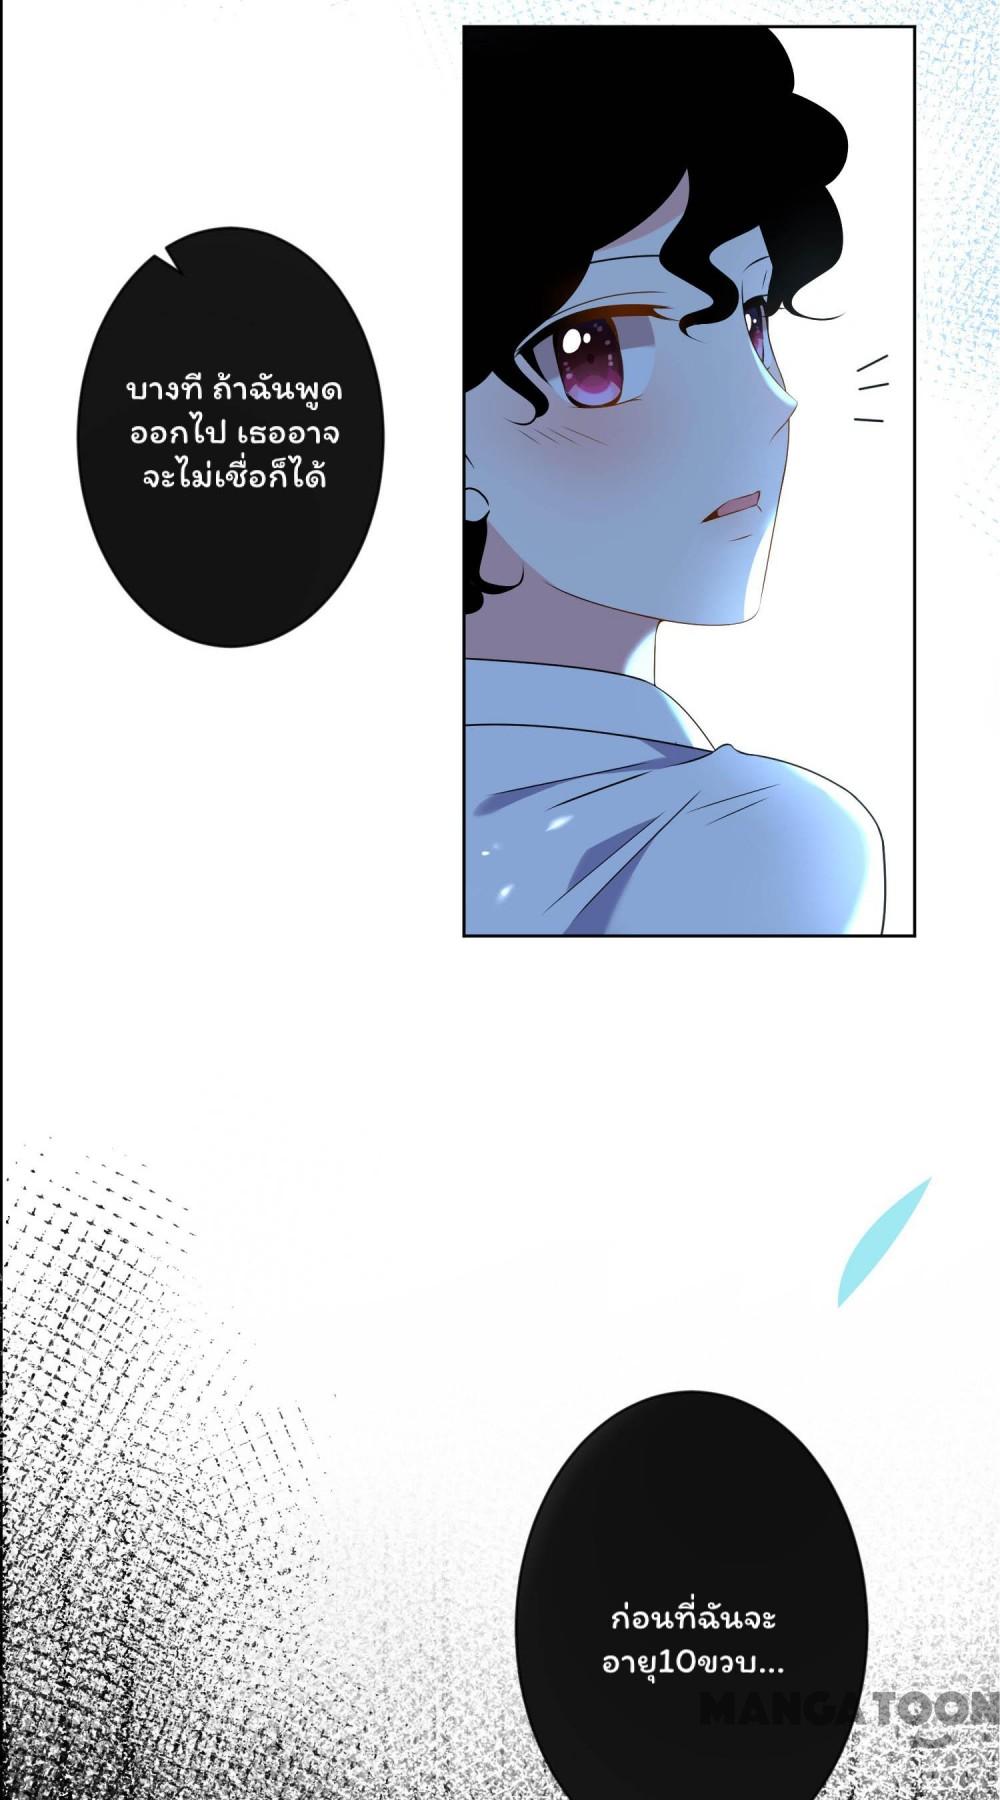 บางที ถ้าฉันพูด
ออกไป เธออาจ
จะไม่เชื่อก็ได้
ก่อนที่ฉันจะ
อายุ10ขวบ...
MANGATOON